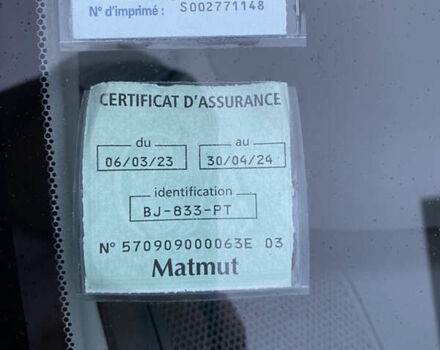 N° d'imprimé : S002771148
CERTIFICAT D'ASSURANCE
du au
06/03/23 30/04/24
identification
BJ-833-PT
N° 570909000063E 03
Matmut